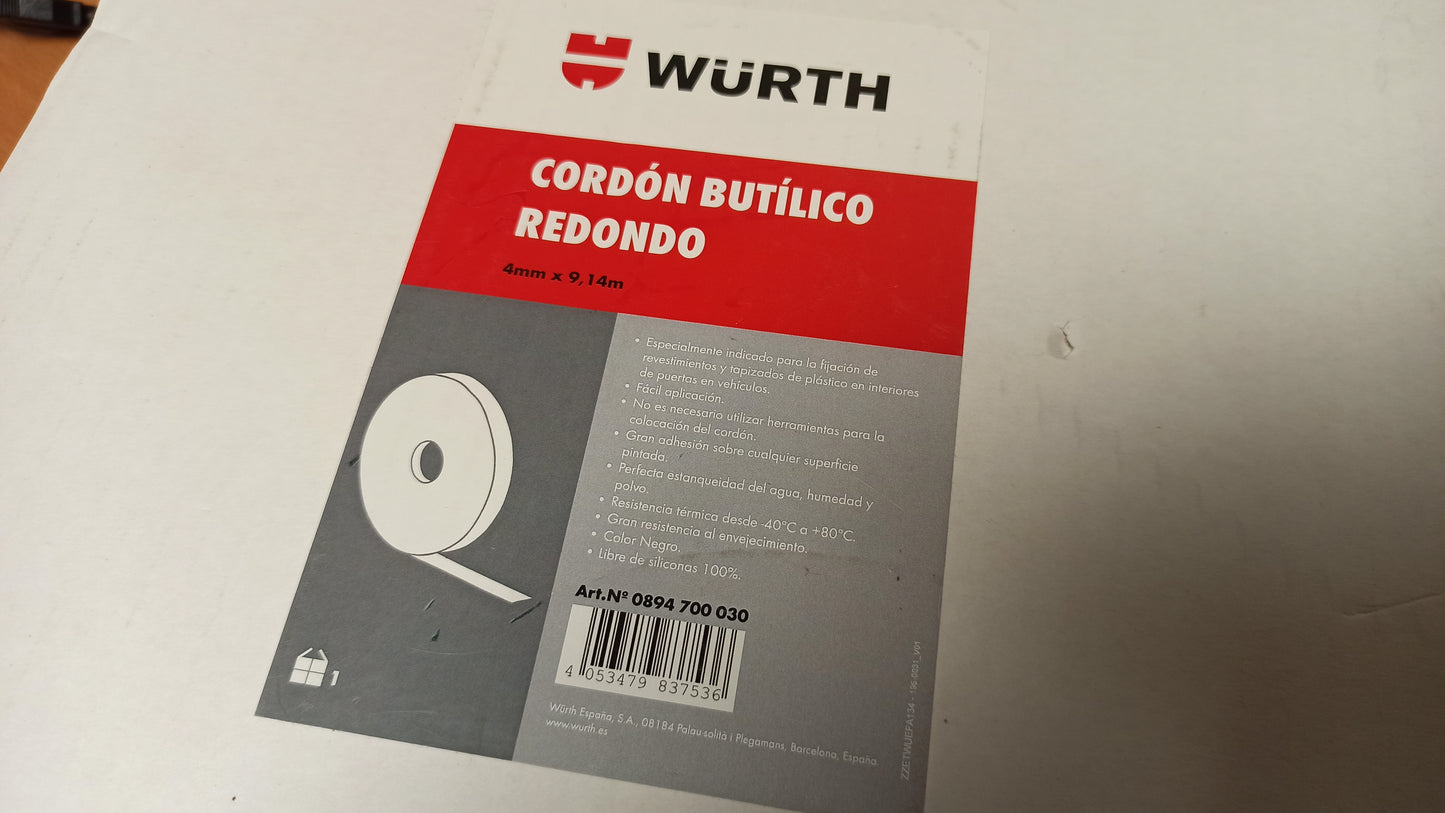 WÜRTH
CORDÓN BUTÍLICO
REDONDO
4mm x 9,14m
• Especialmente indicado para la fijación de
revestimientos y tapizados de plástico en interiores
de puertas en vehículos.
• Fácil aplicación.
• No es necesario utilizar herramientas para la
colocación del cordón.
• Gran adhesión sobre cualquier superficie
pintada.
• Perfecta estanqueidad del agua, humedad y
polvo.
• Resistencia térmica desde -40°C a +80°C.
• Gran resistencia al envejecimiento.
• Color Negro.
• Libre de siliconas 100%.
Art.Nº 0894 700 030
4 053479 837536
1
Würth España, S.A., 08184 Palau solità i Plegamans, Barcelona, España.
www.wurth.es
ZZETWUEFA134 - 196-0031_V01